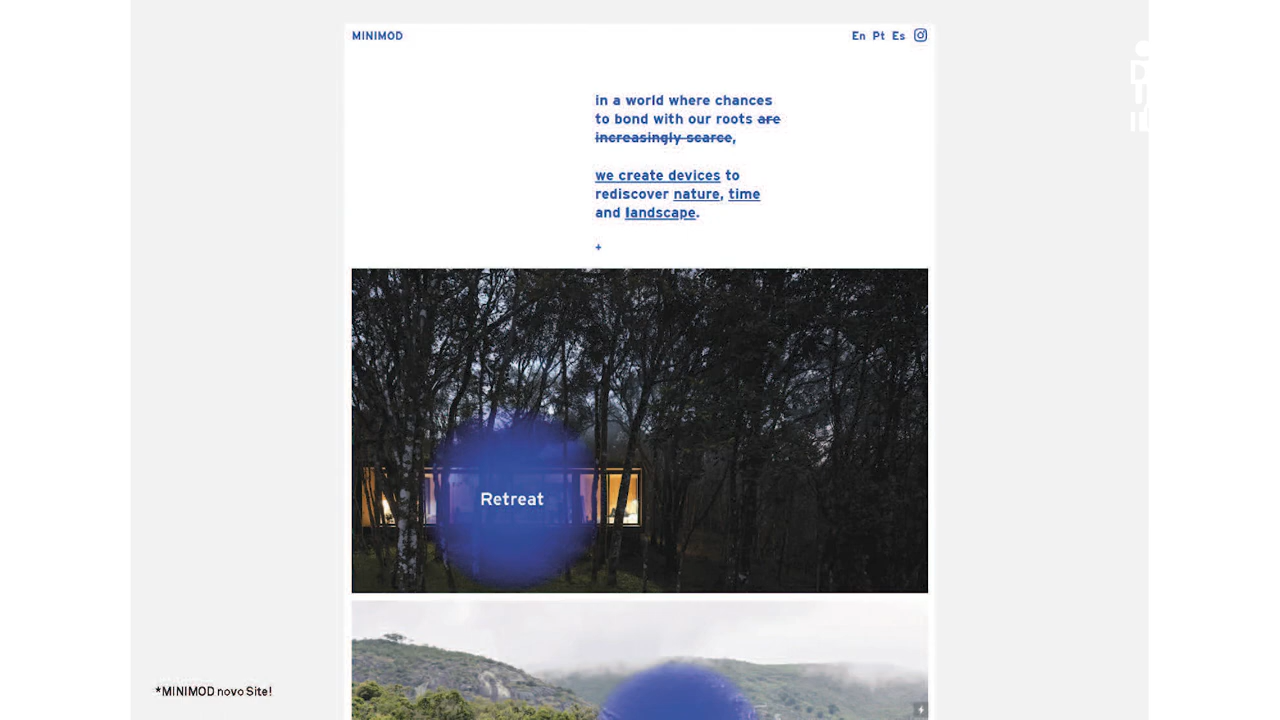 MINIMOD
En Pt Es
in a world where chances
to bond with our roots are
increasingly scarce,
we create devices to
rediscover nature, time
and landscape.
+
Retreat
*MINIMOD novo Site!